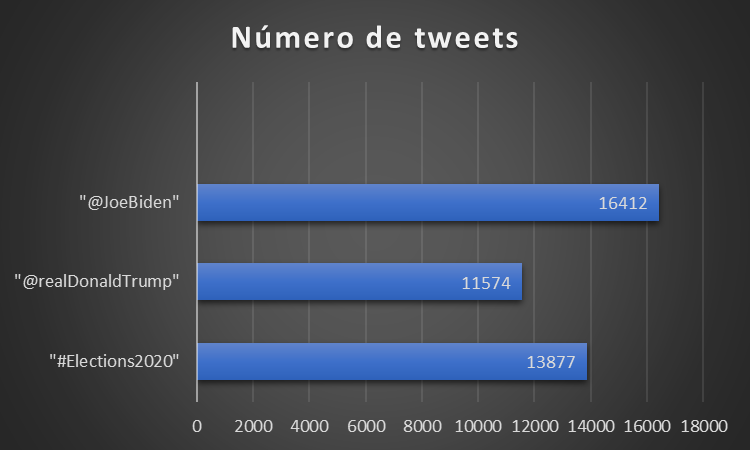 Número de tweets
"@JoeBiden" 16412
"@realDonaldTrump" 11574
"#Elections2020" 13877
0 2000 4000 6000 8000 10000 12000 14000 16000 18000